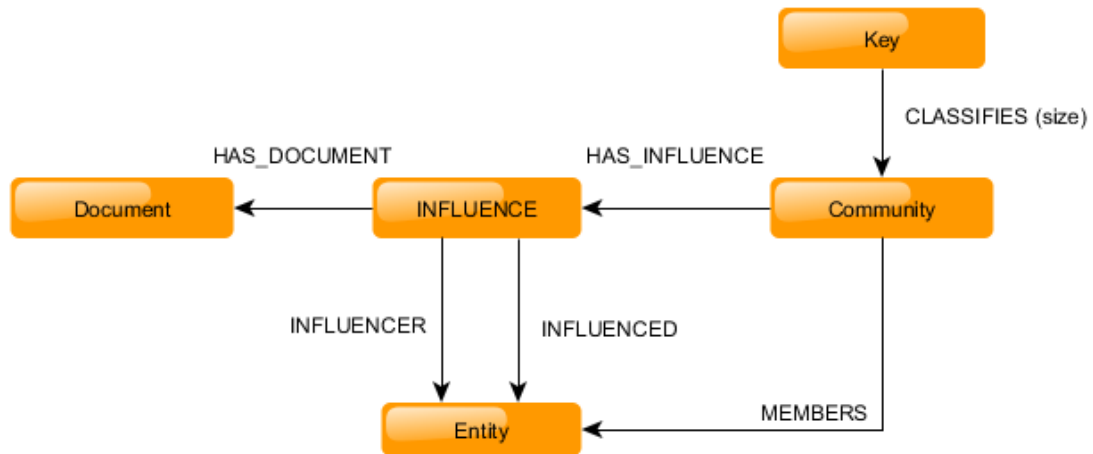 Key
CLASSIFIES (size)
HAS_DOCUMENT
HAS_INFLUENCE
Document
INFLUENCE
Community
INFLUENCER
INFLUENCED
MEMBERS
Entity